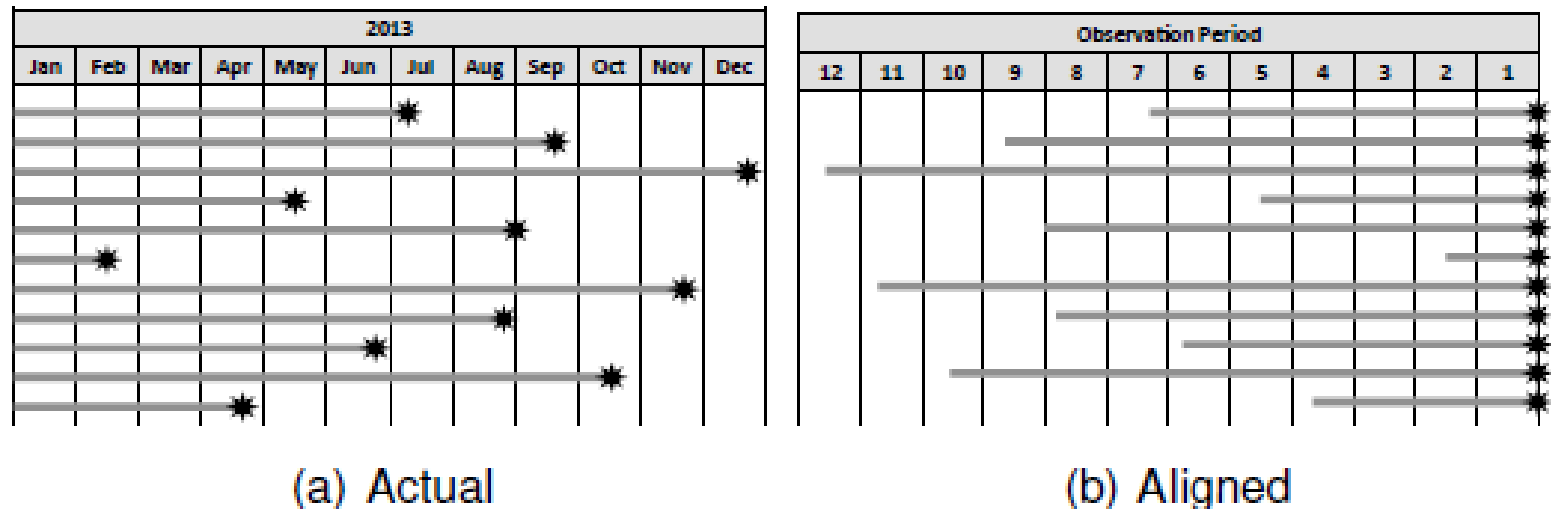 2013
Jan Feb Mar Apr May Jun Jul Aug Sep Oct Nov Dec
(a) Actual
Observation Period
12 11 10 9 8 7 6 5 4 3 2 1
(b) Aligned